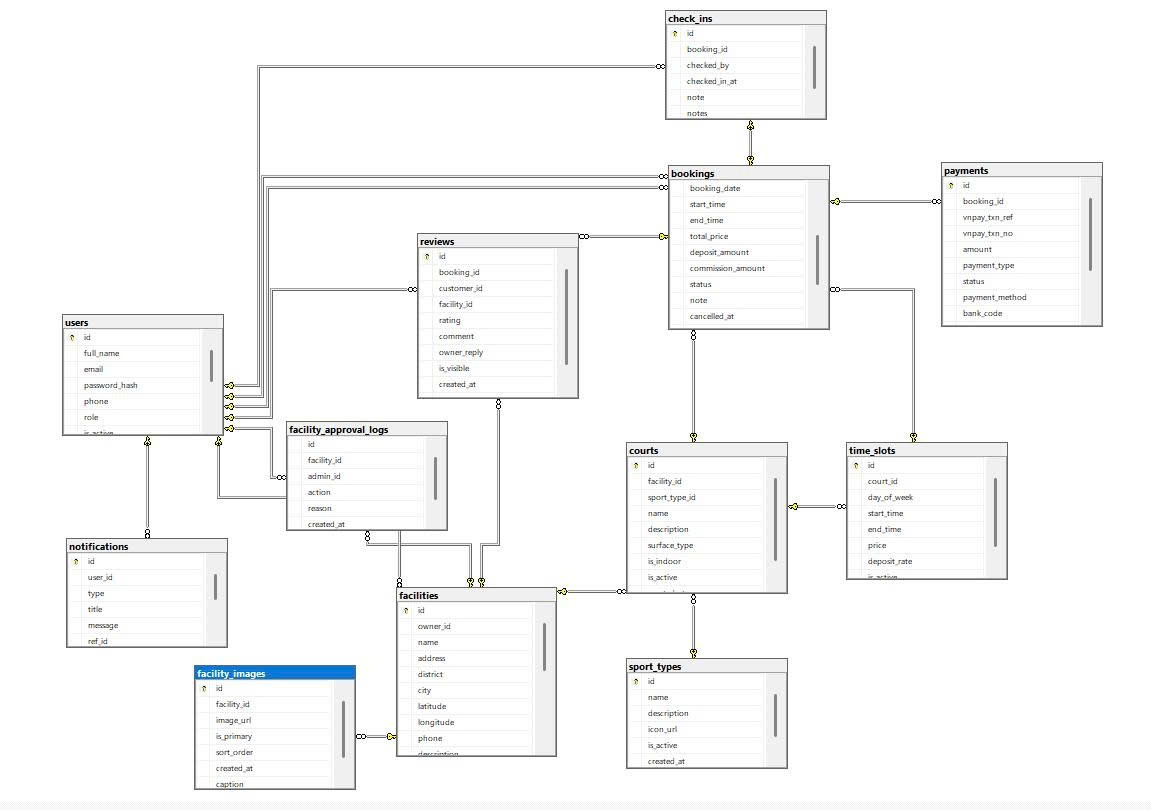 check_ins
id
booking_id
checked_by
checked_in_at
note
notes
bookings
booking_date
start_time
end_time
total_price
deposit_amount
commission_amount
status
note
cancelled_at
payments
id
booking_id
vnpay_txn_ref
vnpay_txn_no
amount
payment_type
status
payment_method
bank_code
reviews
id
booking_id
customer_id
facility_id
rating
comment
owner_reply
is_visible
created_at
users
id
full_name
email
password_hash
phone
role
is_active
facility_approval_logs
id
facility_id
admin_id
action
reason
created_at
courts
id
facility_id
sport_type_id
name
description
surface_type
is_indoor
is_active
time_slots
id
court_id
day_of_week
start_time
end_time
price
deposit_rate
is_active
notifications
id
user_id
type
title
message
ref_id
facilities
id
owner_id
name
address
district
city
latitude
longitude
phone
description
facility_images
id
facility_id
image_url
is_primary
sort_order
created_at
caption
sport_types
id
name
description
icon_url
is_active
created_at